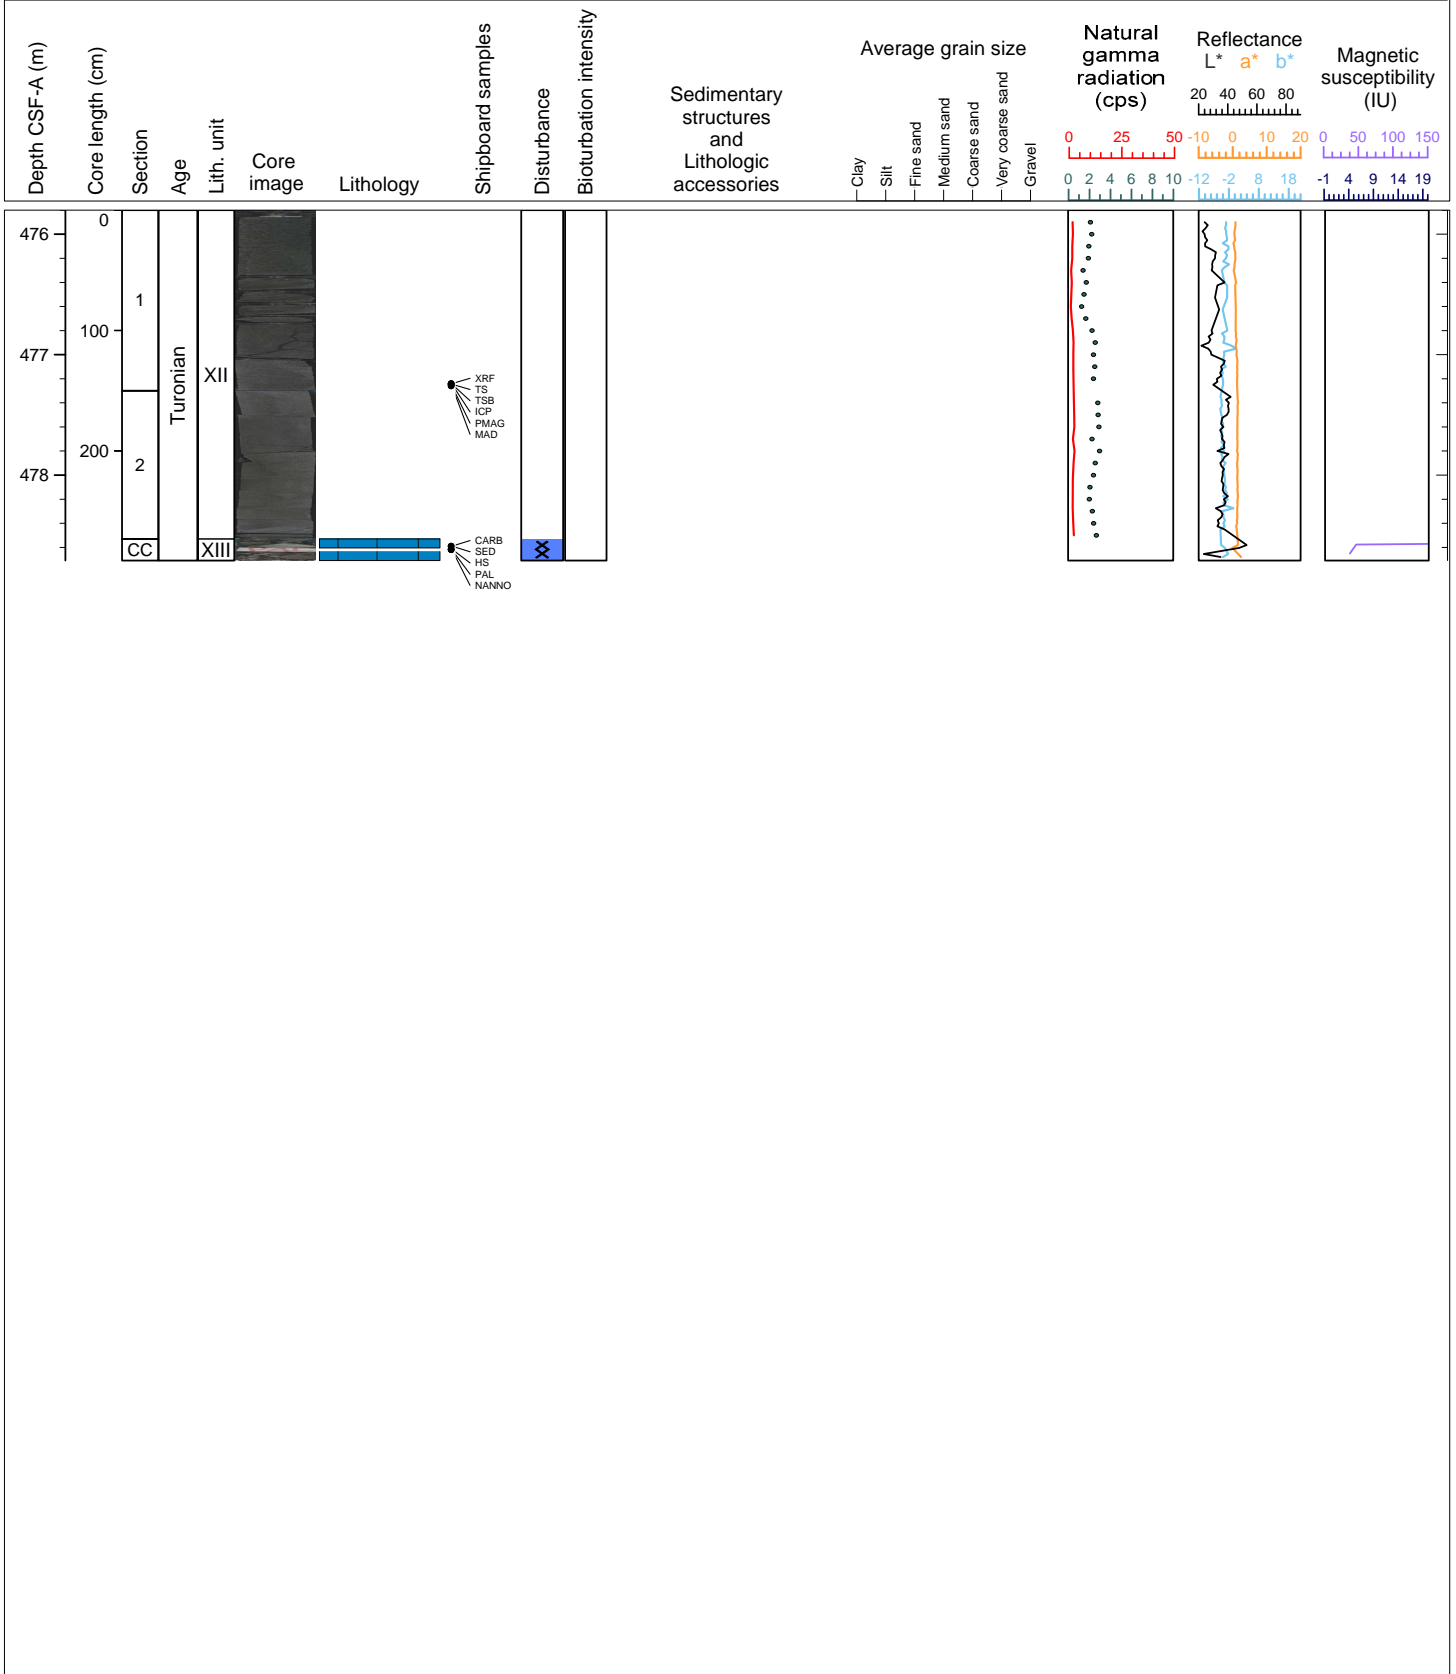 Depth CSF-A (m)
Core length (cm)
Section
Age
Lith. unit
Core
image
Lithology
Shipboard samples
Disturbance
Bioturbation intensity
Sedimentary
structures
and
Lithologic
accessories
Average grain size
Clay
Silt
Fine sand
Medium sand
Coarse sand
Very coarse sand
Gravel
Natural
gamma
radiation
(cps)
0 25 50
0 2 4 6 8 10
Reflectance
L* a* b*
20 40 60 80
-10 0 10 20
-12 -2 8 18
Magnetic
susceptibility
(IU)
0 50 100 150
-1 4 9 14 19
476
477
478
0
100
200
1
2
CC
Turonian
XII
XIII
XRF
TS
TSB
ICP
PMAG
MAD
CARB
SED
HS
PAL
NANNO